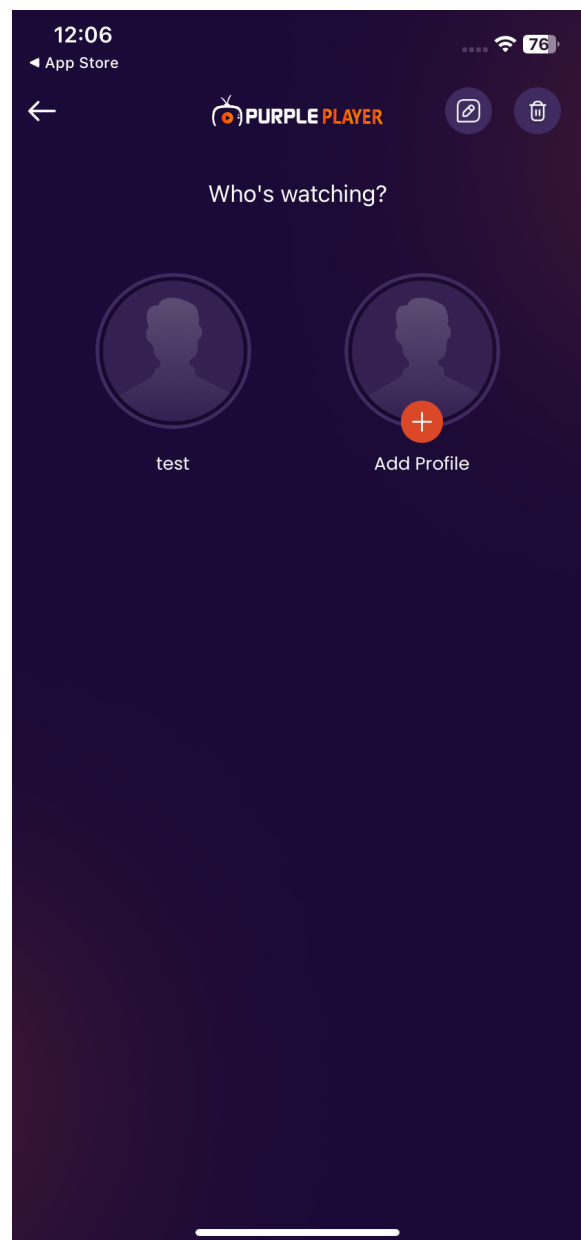 12:06
76
◀ App Store
PURPLE PLAYER
Who's watching?
test
Add Profile